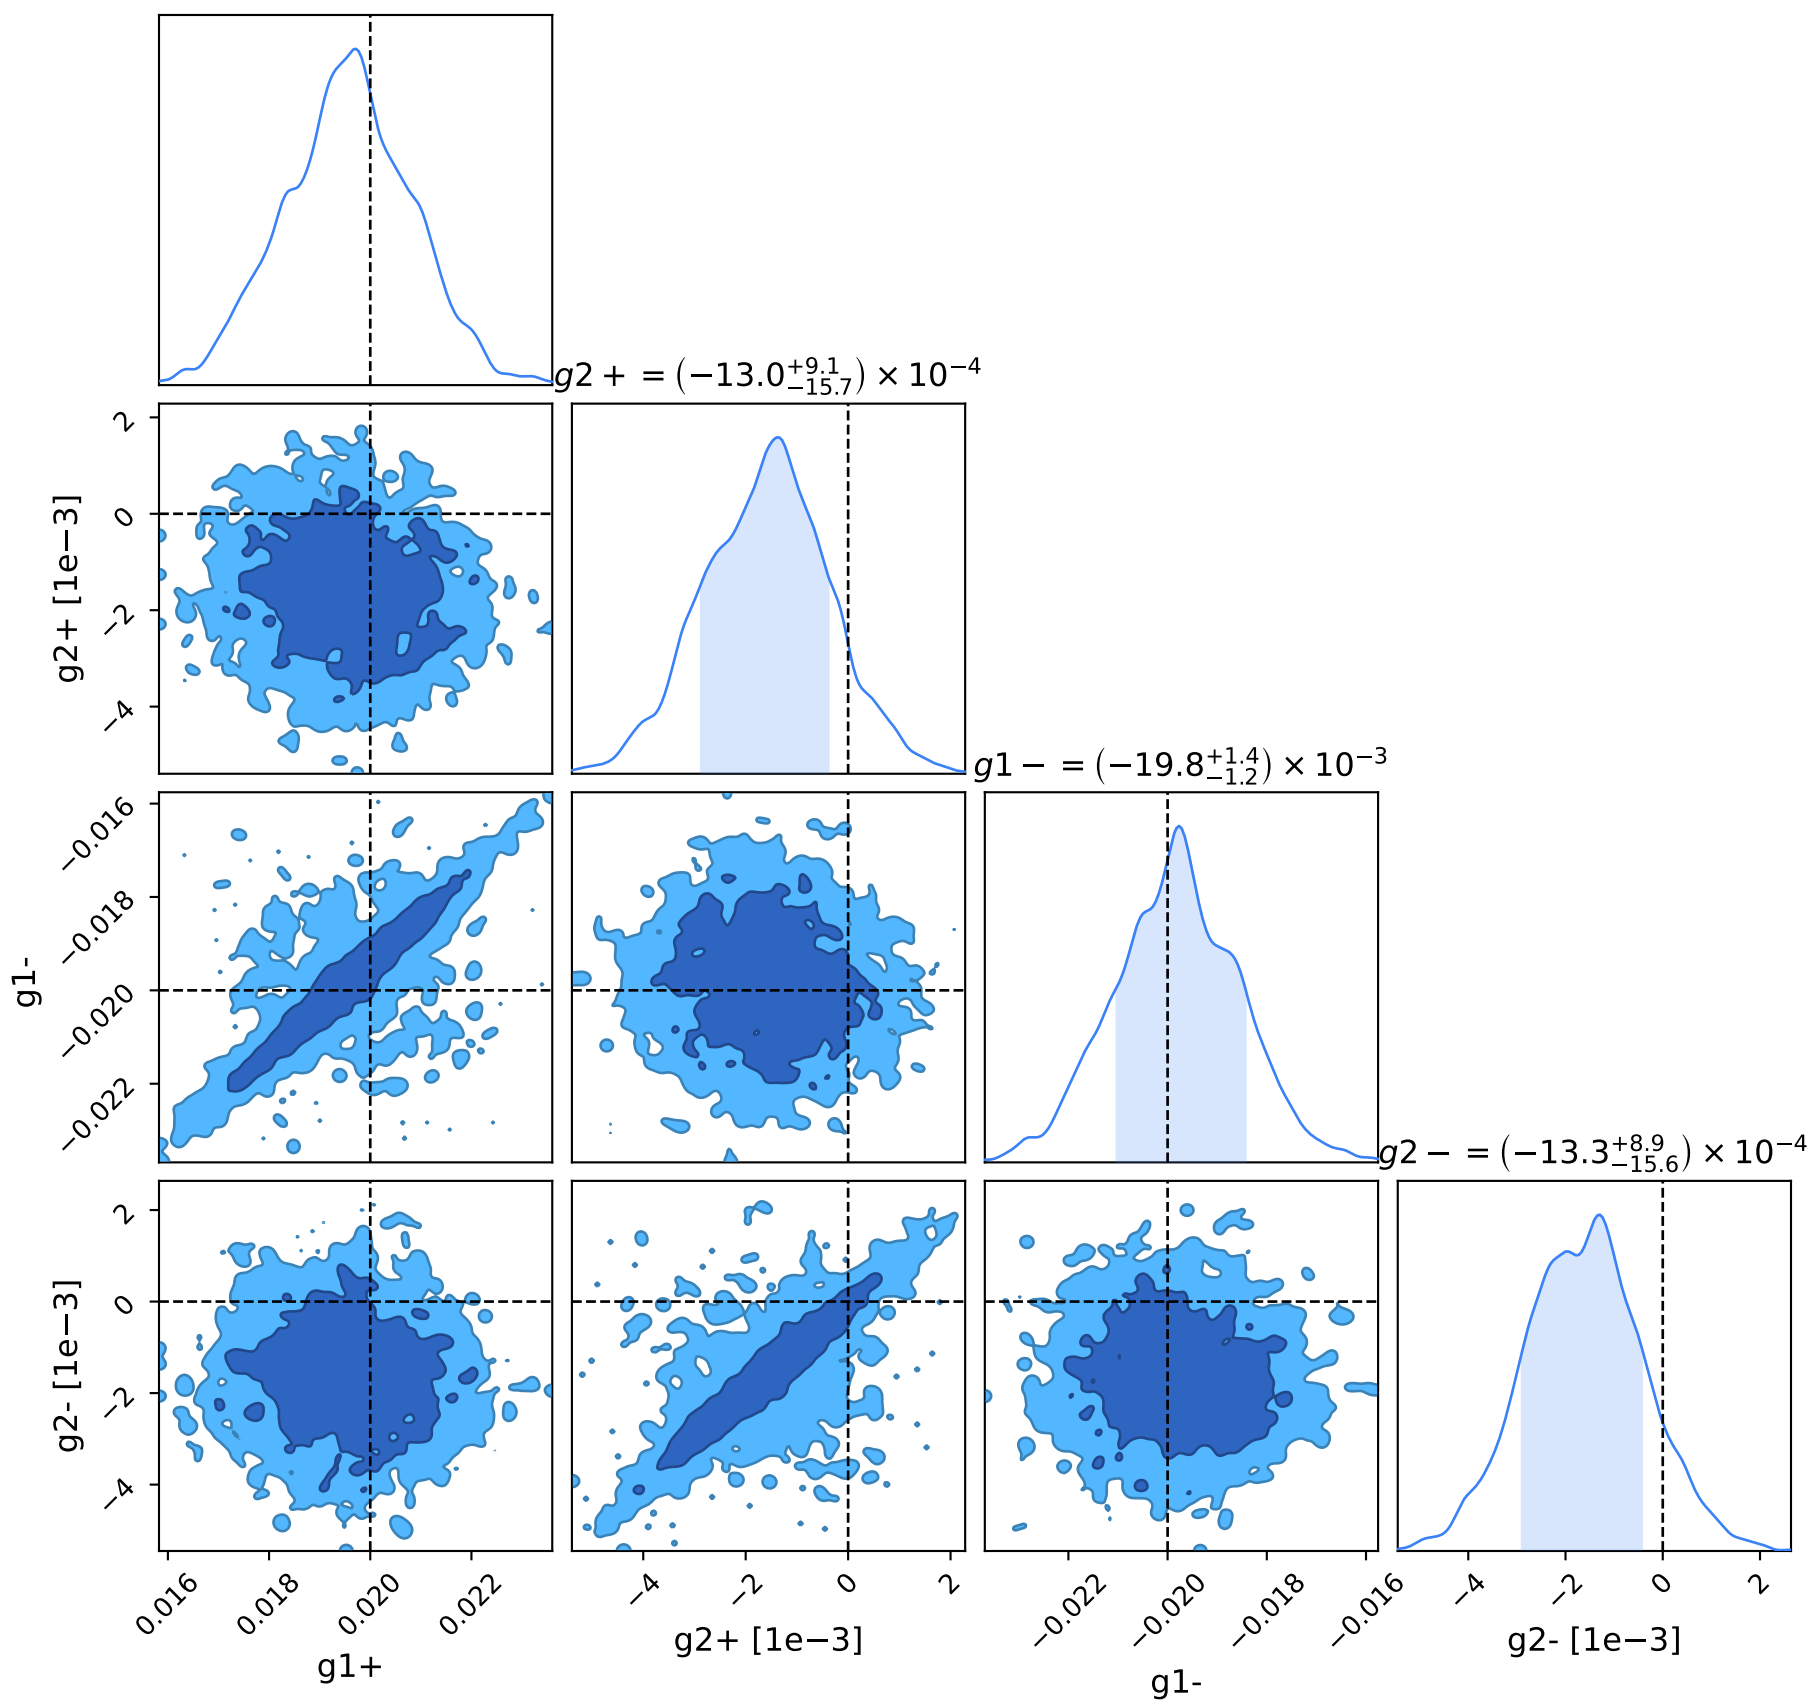 g2+ = (−13.0 +9.1 −15.7) × 10−4
2
0
−2
−4
g2+ [1e−3]
g1− = (−19.8 +1.4 −1.2) × 10−3
−0.016
−0.018
−0.020
−0.022
g1-
g2− = (−13.3 +8.9 −15.6) × 10−4
2
0
−2
−4
g2- [1e−3]
0.016 0.018 0.020 0.022
−4 −2 0 2
−0.022 −0.020 −0.018 −0.016
−4 −2 0 2
g1+
g2+ [1e−3]
g1-
g2- [1e−3]